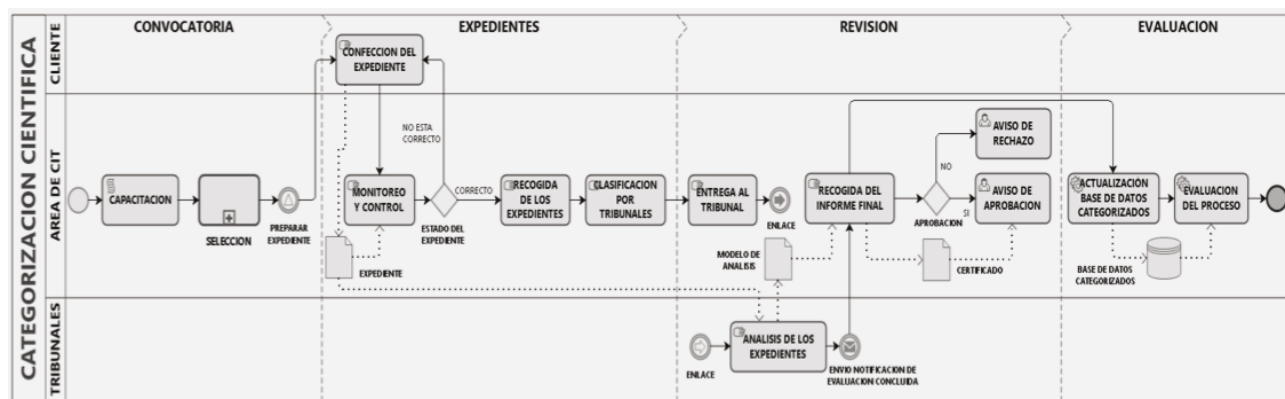 CATEGORIZACION CIENTIFICA
CONVOCATORIA
EXPEDIENTES
REVISION
EVALUACION
CLIENTE
CONFECCION DEL
EXPEDIENTE
AREA DE CIT
CAPACITACION
SELECCION
PREPARAR
EXPEDIENTE
NO ESTA
CORRECTO
MONITOREO
Y CONTROL
CORRECTO
ESTADO DEL
EXPEDIENTE
EXPEDIENTE
RECOGIDA
DE LOS
EXPEDIENTES
CLASIFICACION
POR
TRIBUNALES
ENTREGA AL
TRIBUNAL
ENLACE
MODELO DE
ANALISIS
RECOGIDA DEL
INFORME FINAL
NO
SI
APROBACION
AVISO DE
RECHAZO
AVISO DE
APROBACION
CERTIFICADO
ACTUALIZACIÓN
BASE DE DATOS
CATEGORIZADOS
EVALUACION
DEL PROCESO
BASE DE DATOS
CATEGORIZADOS
TRIBUNALES
ENLACE
ANALISIS DE LOS
EXPEDIENTES
ENVIO NOTIFICACION DE
EVALUACION CONCLUIDA